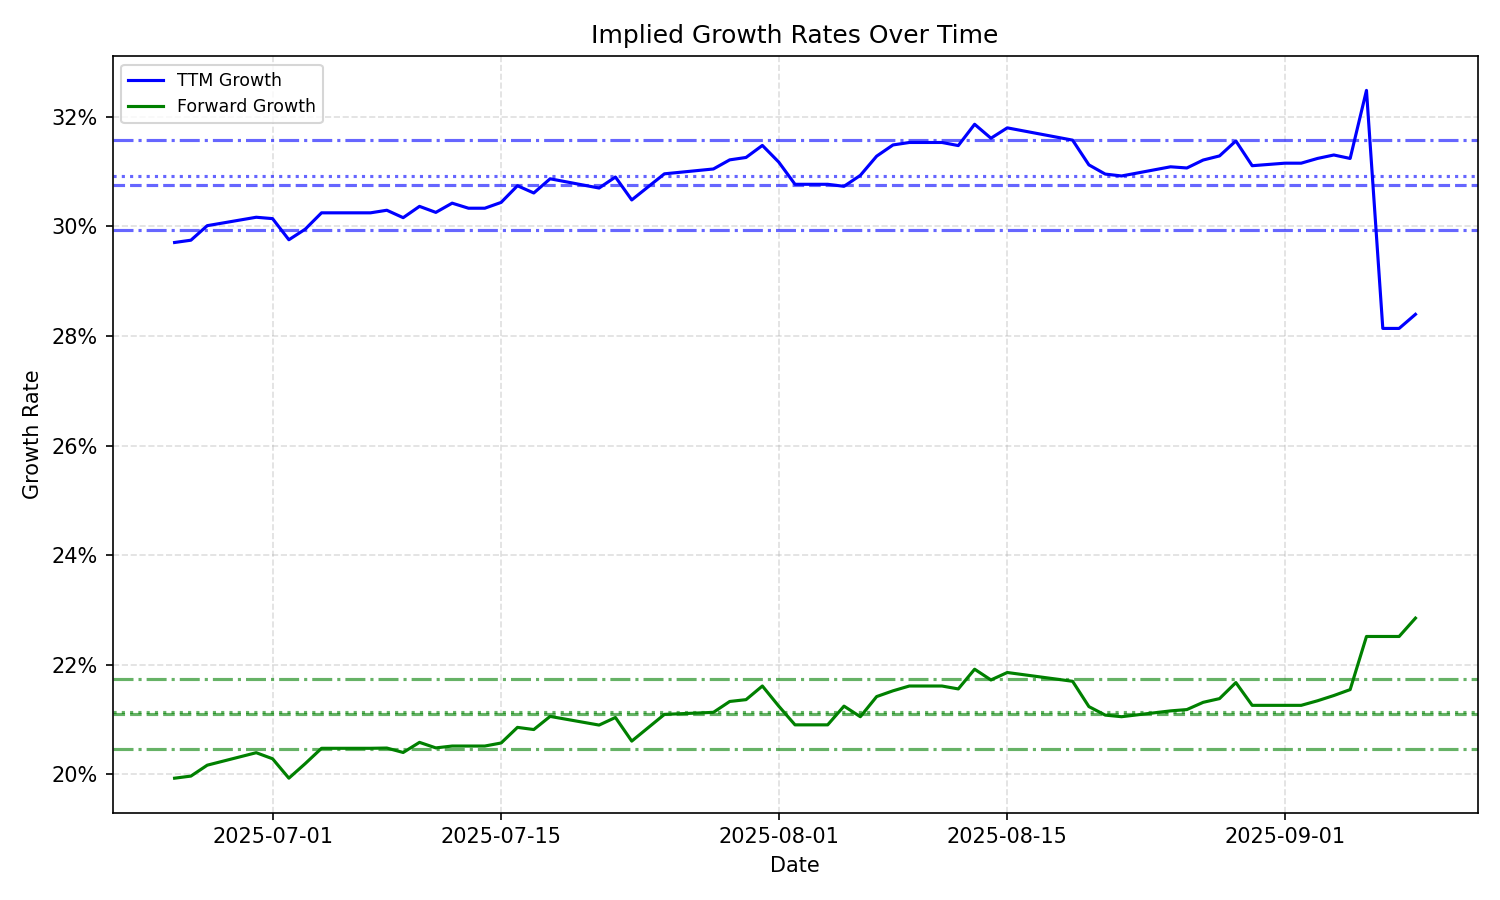 Implied Growth Rates Over Time
TTM Growth
Forward Growth
32%
30%
28%
26%
24%
22%
20%
Growth Rate
2025-07-01
2025-07-15
2025-08-01
2025-08-15
2025-09-01
Date